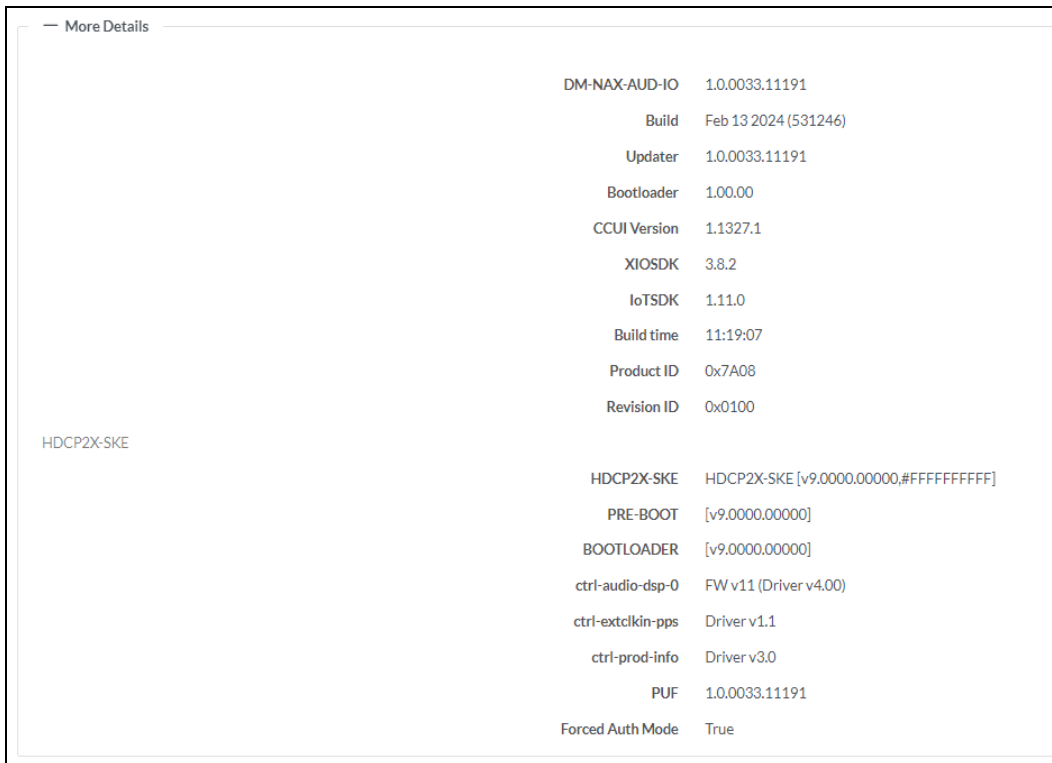 — More Details
DM-NAX-AUD-IO 1.0.0033.11191
Build Feb 13 2024 (531246)
Updater 1.0.0033.11191
Bootloader 1.00.00
CCUI Version 1.1327.1
XIOSDK 3.8.2
IoTSDK 1.11.0
Build time 11:19:07
Product ID 0x7A08
Revision ID 0x0100
HDCP2X-SKE
HDCP2X-SKE HDCP2X-SKE [v9.0000.00000,#FFFFFFFFFF]
PRE-BOOT [v9.0000.00000]
BOOTLOADER [v9.0000.00000]
ctrl-audio-dsp-0 FW v11 (Driver v4.00)
ctrl-extclkin-pps Driver v1.1
ctrl-prod-info Driver v3.0
PUF 1.0.0033.11191
Forced Auth Mode True